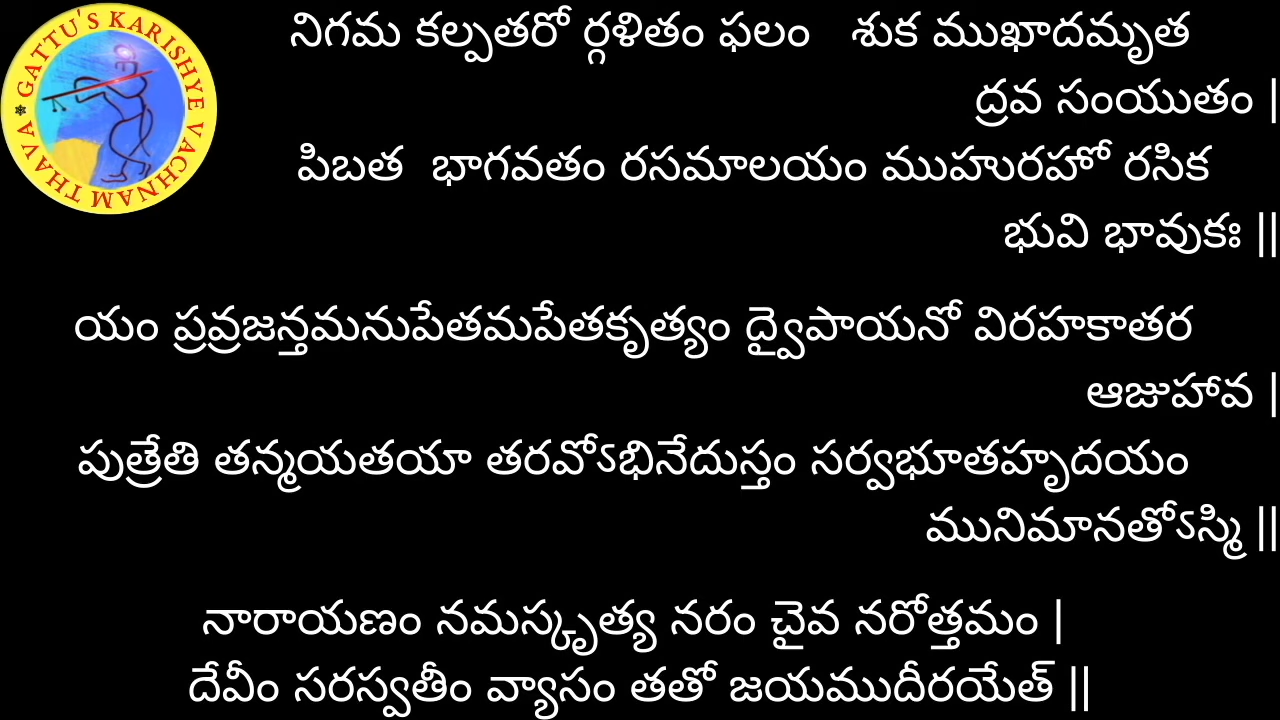 GATTU'S KARISHYE VACHNAM THAVA
నిగమ కల్పతరో ర్గళితం ఫలం శుక ముఖాదమృత
ద్రవ సంయుతం |
పిబత భాగవతం రసమాలయం ముహురహో రసిక
భువి భావుకః ||
యం ప్రవ్రజన్తమనుపేతమపేతకృత్యం ద్వైపాయనో విరహకాతర
ఆజుహావ |
పుత్రేతి తన్మయతయా తరవోఽభినేదుస్తం సర్వభూతహృదయం
మునిమానతోఽస్మి ||
నారాయణం నమస్కృత్య నరం చైవ నరోత్తమం |
దేవీం సరస్వతీం వ్యాసం తతో జయముదీరయేత్ ||